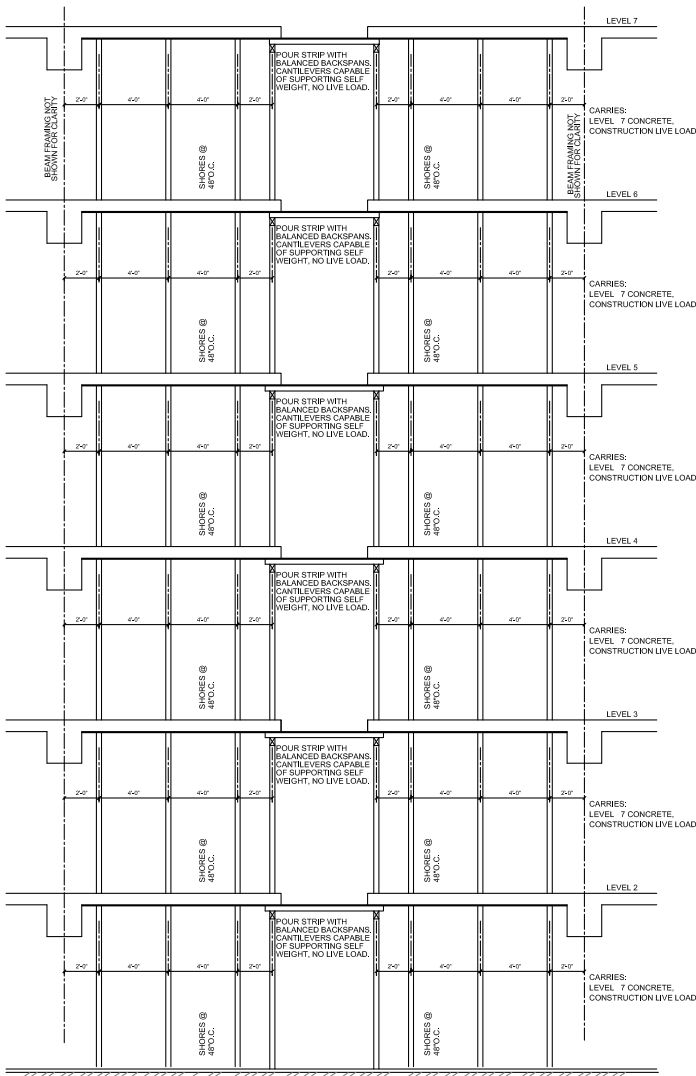 LEVEL 7
POUR STRIP WITH
BALANCED BACKSPANS.
CANTILEVERS CAPABLE
OF SUPPORTING SELF
WEIGHT, NO LIVE LOAD.
2'-0" 4'-0" 4'-0" 2'-0" 2'-0" 4'-0" 4'-0" 2'-0"
CARRIES:
LEVEL 7 CONCRETE,
CONSTRUCTION LIVE LOAD
BEAM FRAMING NOT
SHOWN FOR CLARITY
SHORES @
48"O.C.
SHORES @
48"O.C.
BEAM FRAMING NOT
SHOWN FOR CLARITY
LEVEL 6
POUR STRIP WITH
BALANCED BACKSPANS.
CANTILEVERS CAPABLE
OF SUPPORTING SELF
WEIGHT, NO LIVE LOAD.
2'-0" 4'-0" 4'-0" 2'-0" 2'-0" 4'-0" 4'-0" 2'-0"
CARRIES:
LEVEL 7 CONCRETE,
CONSTRUCTION LIVE LOAD
SHORES @
48"O.C.
SHORES @
48"O.C.
LEVEL 5
POUR STRIP WITH
BALANCED BACKSPANS.
CANTILEVERS CAPABLE
OF SUPPORTING SELF
WEIGHT, NO LIVE LOAD.
2'-0" 4'-0" 4'-0" 2'-0" 2'-0" 4'-0" 4'-0" 2'-0"
CARRIES:
LEVEL 7 CONCRETE,
CONSTRUCTION LIVE LOAD
SHORES @
48"O.C.
SHORES @
48"O.C.
LEVEL 4
POUR STRIP WITH
BALANCED BACKSPANS.
CANTILEVERS CAPABLE
OF SUPPORTING SELF
WEIGHT, NO LIVE LOAD.
2'-0" 4'-0" 4'-0" 2'-0" 2'-0" 4'-0" 4'-0" 2'-0"
CARRIES:
LEVEL 7 CONCRETE,
CONSTRUCTION LIVE LOAD
SHORES @
48"O.C.
SHORES @
48"O.C.
LEVEL 3
POUR STRIP WITH
BALANCED BACKSPANS.
CANTILEVERS CAPABLE
OF SUPPORTING SELF
WEIGHT, NO LIVE LOAD.
2'-0" 4'-0" 4'-0" 2'-0" 2'-0" 4'-0" 4'-0" 2'-0"
CARRIES:
LEVEL 7 CONCRETE,
CONSTRUCTION LIVE LOAD
SHORES @
48"O.C.
SHORES @
48"O.C.
LEVEL 2
POUR STRIP WITH
BALANCED BACKSPANS.
CANTILEVERS CAPABLE
OF SUPPORTING SELF
WEIGHT, NO LIVE LOAD.
2'-0" 4'-0" 4'-0" 2'-0" 2'-0" 4'-0" 4'-0" 2'-0"
CARRIES:
LEVEL 7 CONCRETE,
CONSTRUCTION LIVE LOAD
SHORES @
48"O.C.
SHORES @
48"O.C.